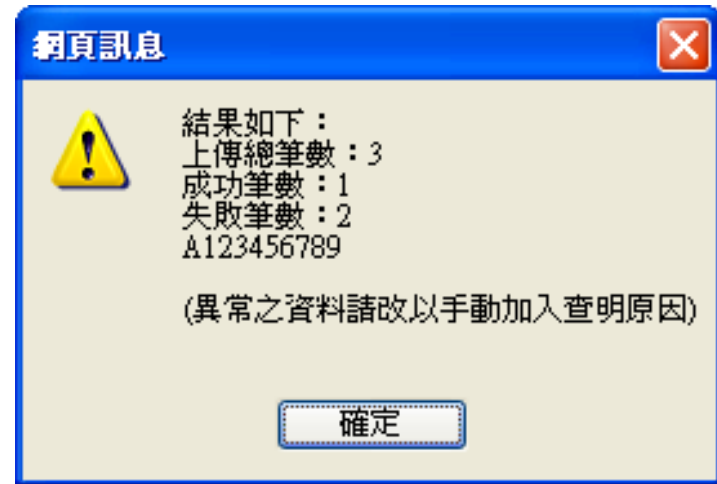 網頁訊息
結果如下：
上傳總筆數：3
成功筆數：1
失敗筆數：2
A123456789
(異常之資料請改以手動加入查明原因)
確定